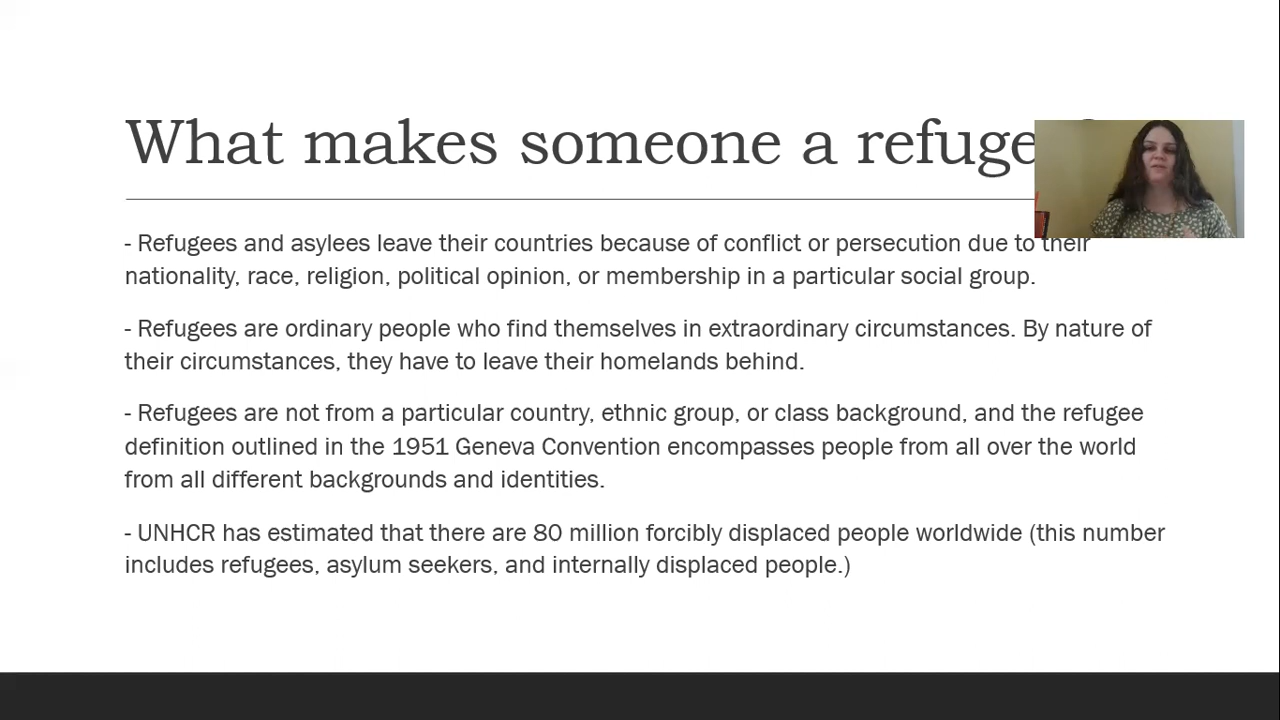 What makes someone a refuge
- Refugees and asylees leave their countries because of conflict or persecution due to their
nationality, race, religion, political opinion, or membership in a particular social group.
- Refugees are ordinary people who find themselves in extraordinary circumstances. By nature of
their circumstances, they have to leave their homelands behind.
- Refugees are not from a particular country, ethnic group, or class background, and the refugee
definition outlined in the 1951 Geneva Convention encompasses people from all over the world
from all different backgrounds and identities.
- UNHCR has estimated that there are 80 million forcibly displaced people worldwide (this number
includes refugees, asylum seekers, and internally displaced people.)